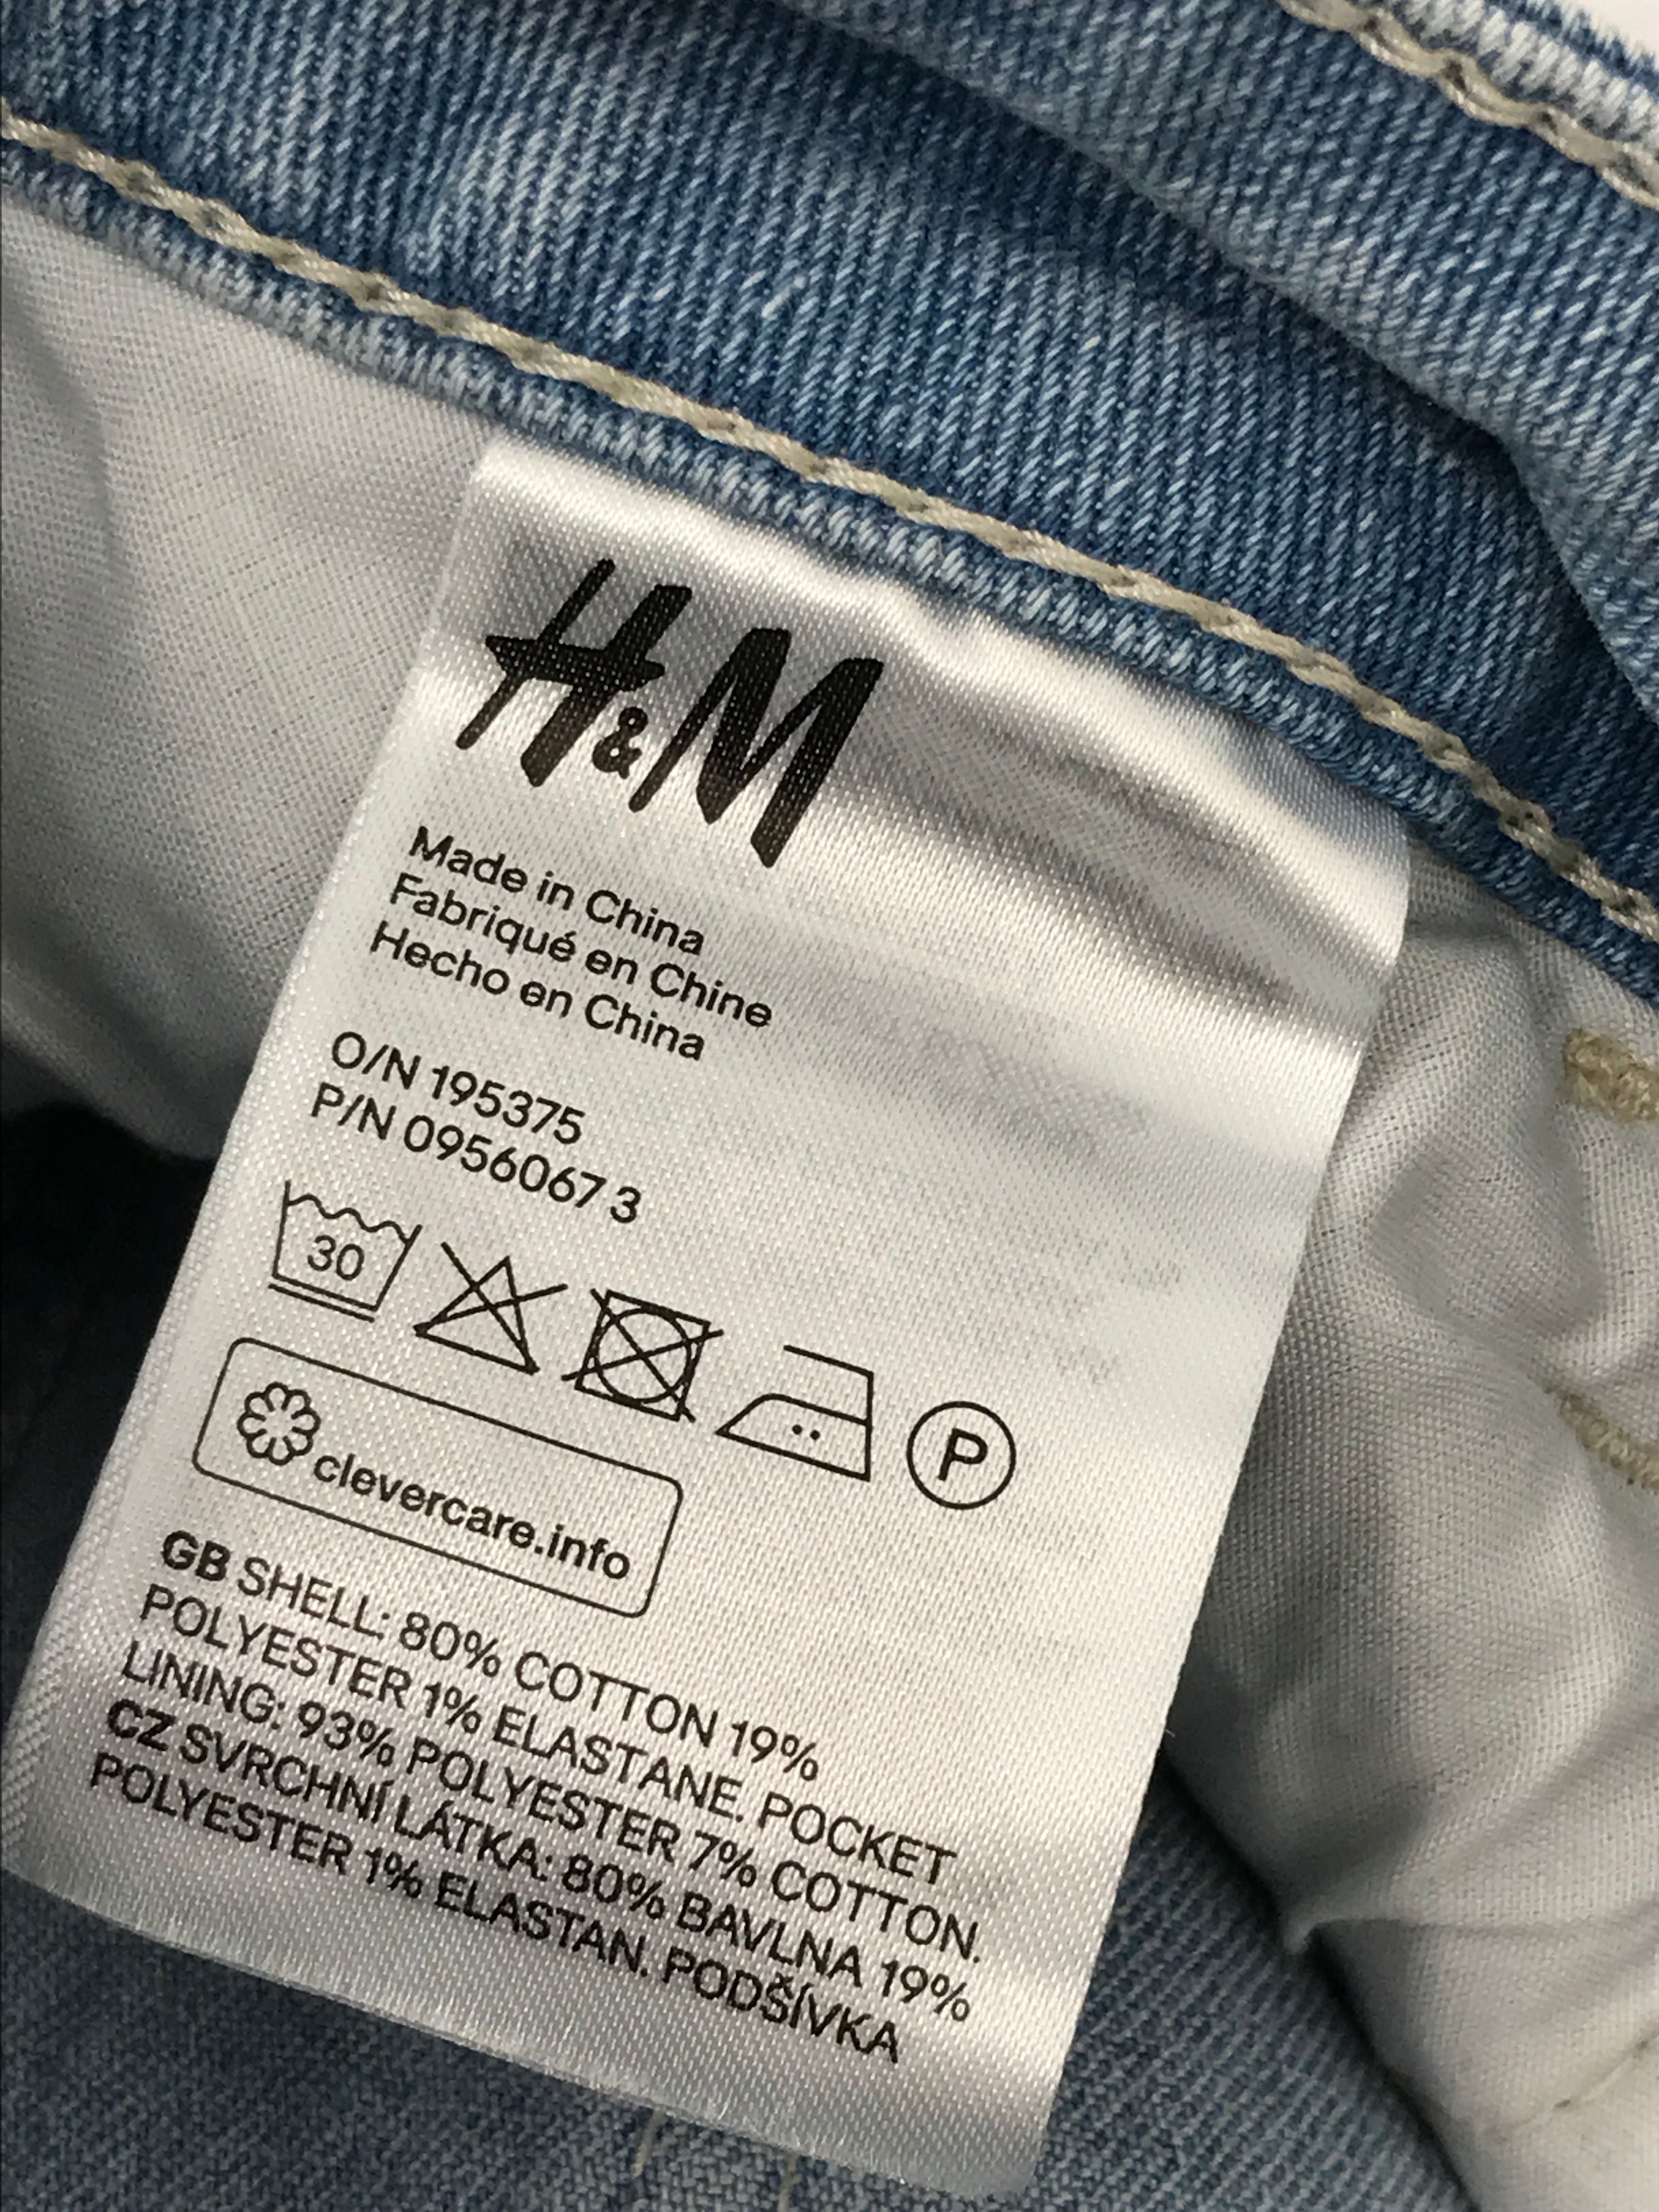 H&M
Made in China
Fabriqué en Chine
Hecho en China
O/N 195375
P/N 0956067 3
30
P
clevercare.info
GB SHELL: 80% COTTON 19%
POLYESTER 1% ELASTANE. POCKET
LINING: 93% POLYESTER 7% COTTON.
CZ SVRCHNÍ LÁTKA: 80% BAVLNA 19%
POLYESTER 1% ELASTAN. PODŠÍVKA